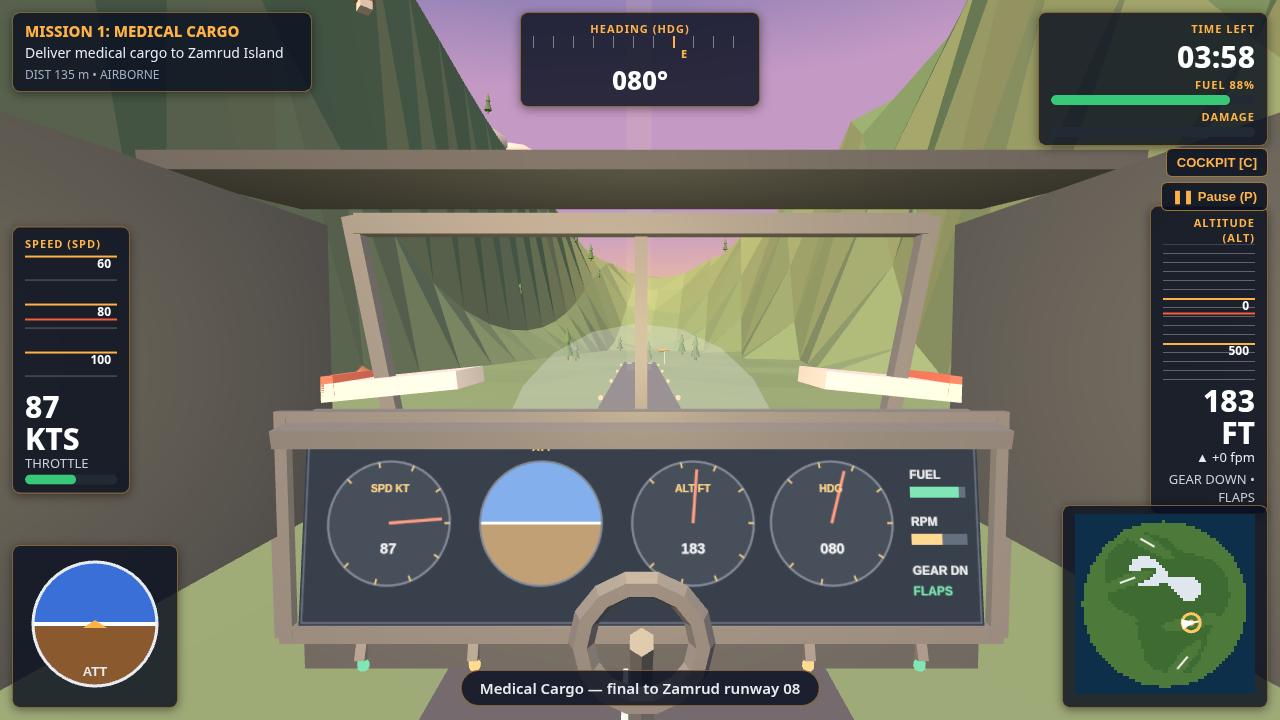 MISSION 1: MEDICAL CARGO
Deliver medical cargo to Zamrud Island
DIST 135 m • AIRBORNE
HEADING (HDG)
E
080°
TIME LEFT
03:58
FUEL 88%
DAMAGE
COCKPIT [C]
❚❚ Pause (P)
SPEED (SPD)
60
80
100
87
KTS
THROTTLE
ALTITUDE
(ALT)
0
500
183
FT
▲ +0 fpm
GEAR DOWN •
FLAPS
SPD KT
87
ALT FT
183
HDG
080
FUEL
RPM
GEAR DN
FLAPS
ATT
Medical Cargo — final to Zamrud runway 08